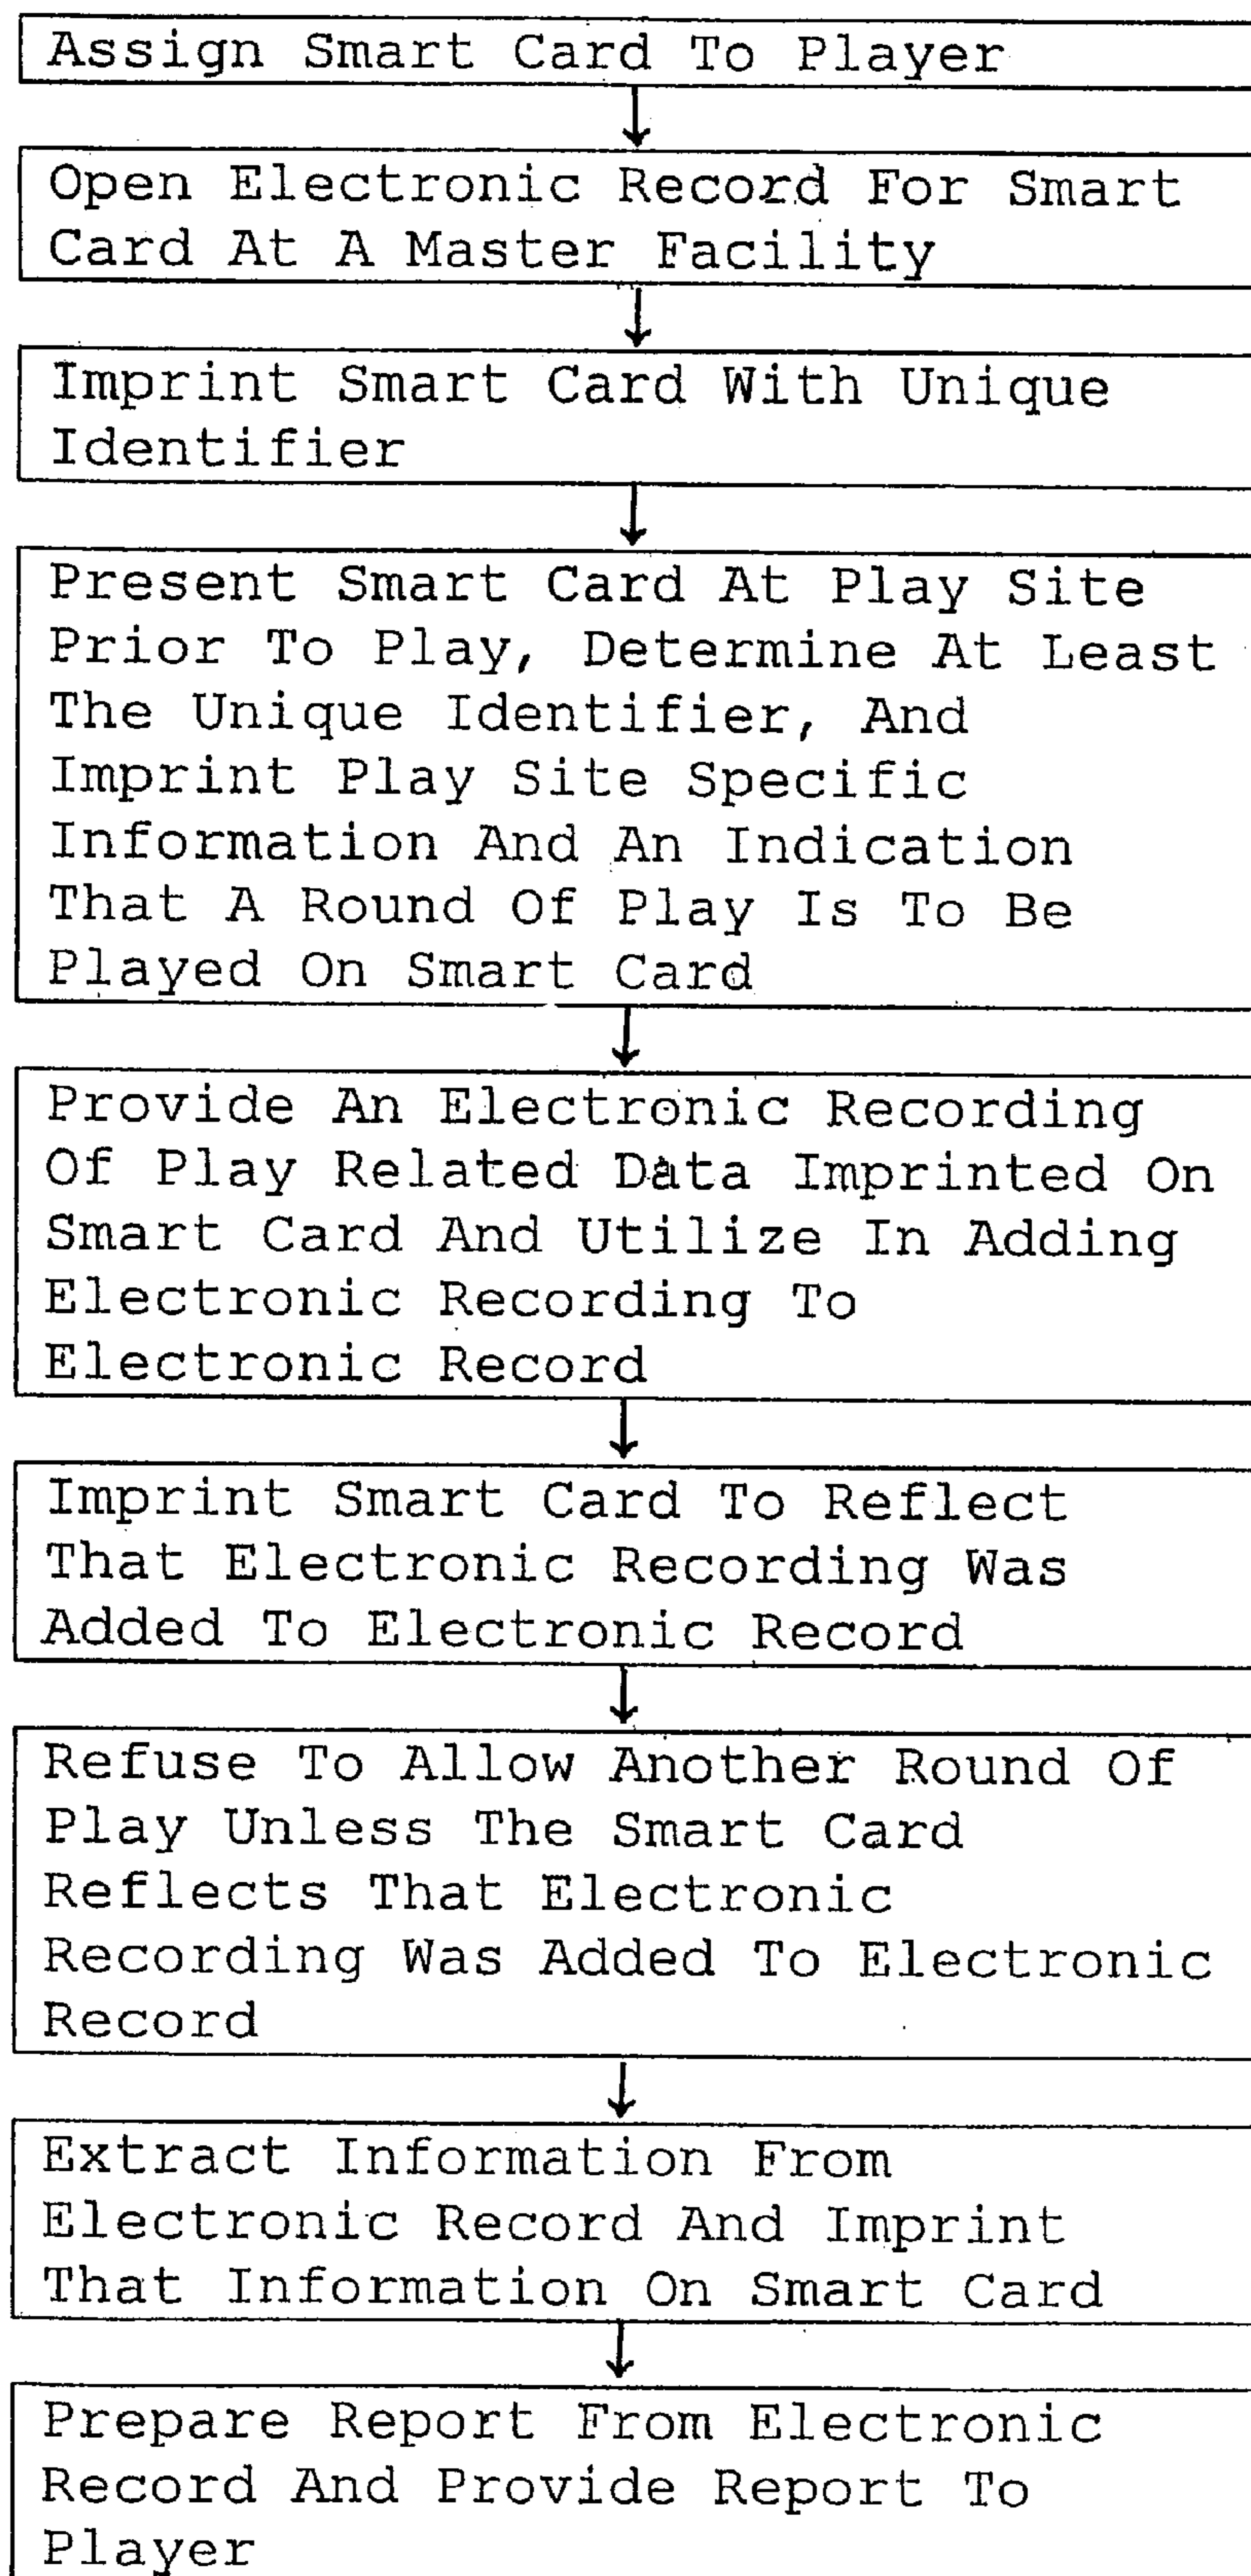 Assign Smart Card To Player
Open Electronic Record For Smart
Card At A Master Facility
Imprint Smart Card With Unique
Identifier
Present Smart Card At Play Site
Prior To Play, Determine At Least
The Unique Identifier, And
Imprint Play Site Specific
Information And An Indication
That A Round Of Play Is To Be
Played On Smart Card
Provide An Electronic Recording
Of Play Related Data Imprinted On
Smart Card And Utilize In Adding
Electronic Recording To
Electronic Record
Imprint Smart Card To Reflect
That Electronic Recording Was
Added To Electronic Record
Refuse To Allow Another Round Of
Play Unless The Smart Card
Reflects That Electronic
Recording Was Added To Electronic
Record
Extract Information From
Electronic Record And Imprint
That Information On Smart Card
Prepare Report From Electronic
Record And Provide Report To
Player